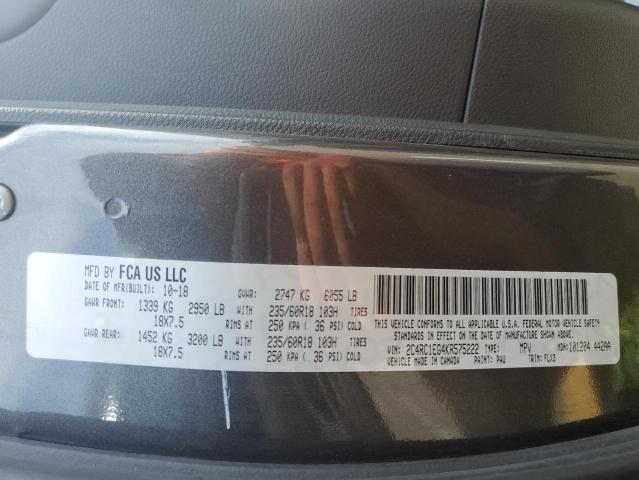 MFD BY FCA US LLC
DATE OF MFR(BUILT): 10-18 GVWR: 2747 KG 6055 LB
GAWR FRONT: 1339 KG 2950 LB WITH 235/60R18 103H TIRES
18X7.5 RIMS AT 250 KPA ( 36 PSI) COLD
GAWR REAR: 1452 KG 3200 LB WITH 235/60R18 103H TIRES
18X7.5 RIMS AT 250 KPA ( 36 PSI) COLD
THIS VEHICLE CONFORMS TO ALL APPLICABLE U.S.A. FEDERAL MOTOR VEHICLE SAFETY
STANDARDS IN EFFECT ON THE DATE OF MANUFACTURE SHOWN ABOVE.
VIN: 2C4RC1EG4KR575222 TYPE: MPV MDH: 101204 44200
VEHICLE MADE IN CANADA PAINT: PAU TRIM: FLX3